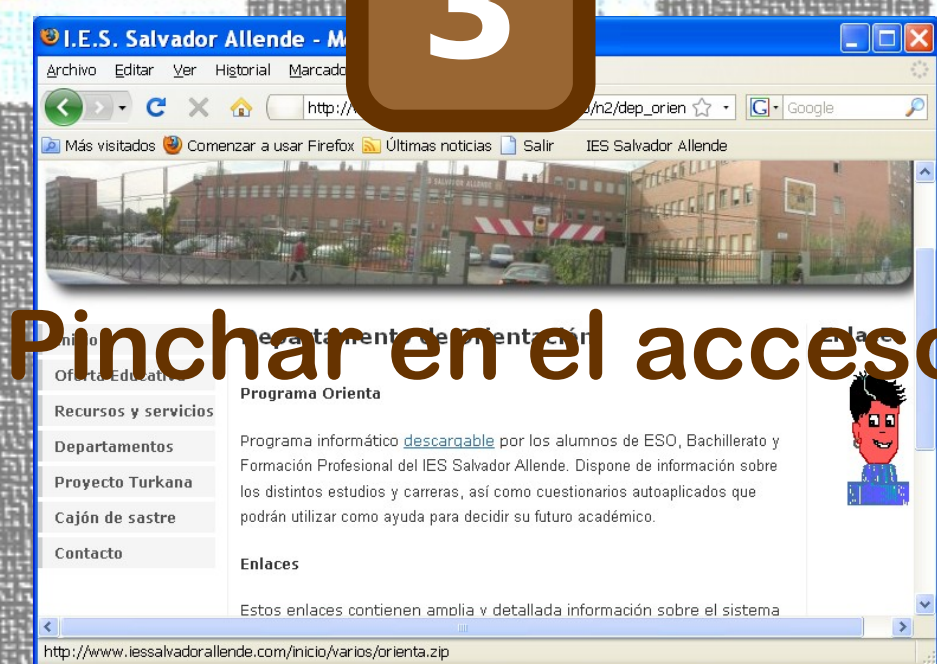 3
I.E.S. Salvador Allende - M
Archivo Editar Ver Historial Marcado
http:// /n2/dep_orien Google
Más visitados Comenzar a usar Firefox Últimas noticias Salir IES Salvador Allende
Pinchar en el acceso
Inicio
Oferta Educativa
Recursos y servicios
Departamentos
Proyecto Turkana
Cajón de sastre
Contacto
Departamento de Orientación
Programa Orienta
Programa informático descargable por los alumnos de ESO, Bachillerato y
Formación Profesional del IES Salvador Allende. Dispone de información sobre
los distintos estudios y carreras, así como cuestionarios autoaplicados que
podrán utilizar como ayuda para decidir su futuro académico.
Enlaces
Estos enlaces contienen amplia y detallada información sobre el sistema
Enlaces
http://www.iessalvadorallende.com/inicio/varios/orienta.zip